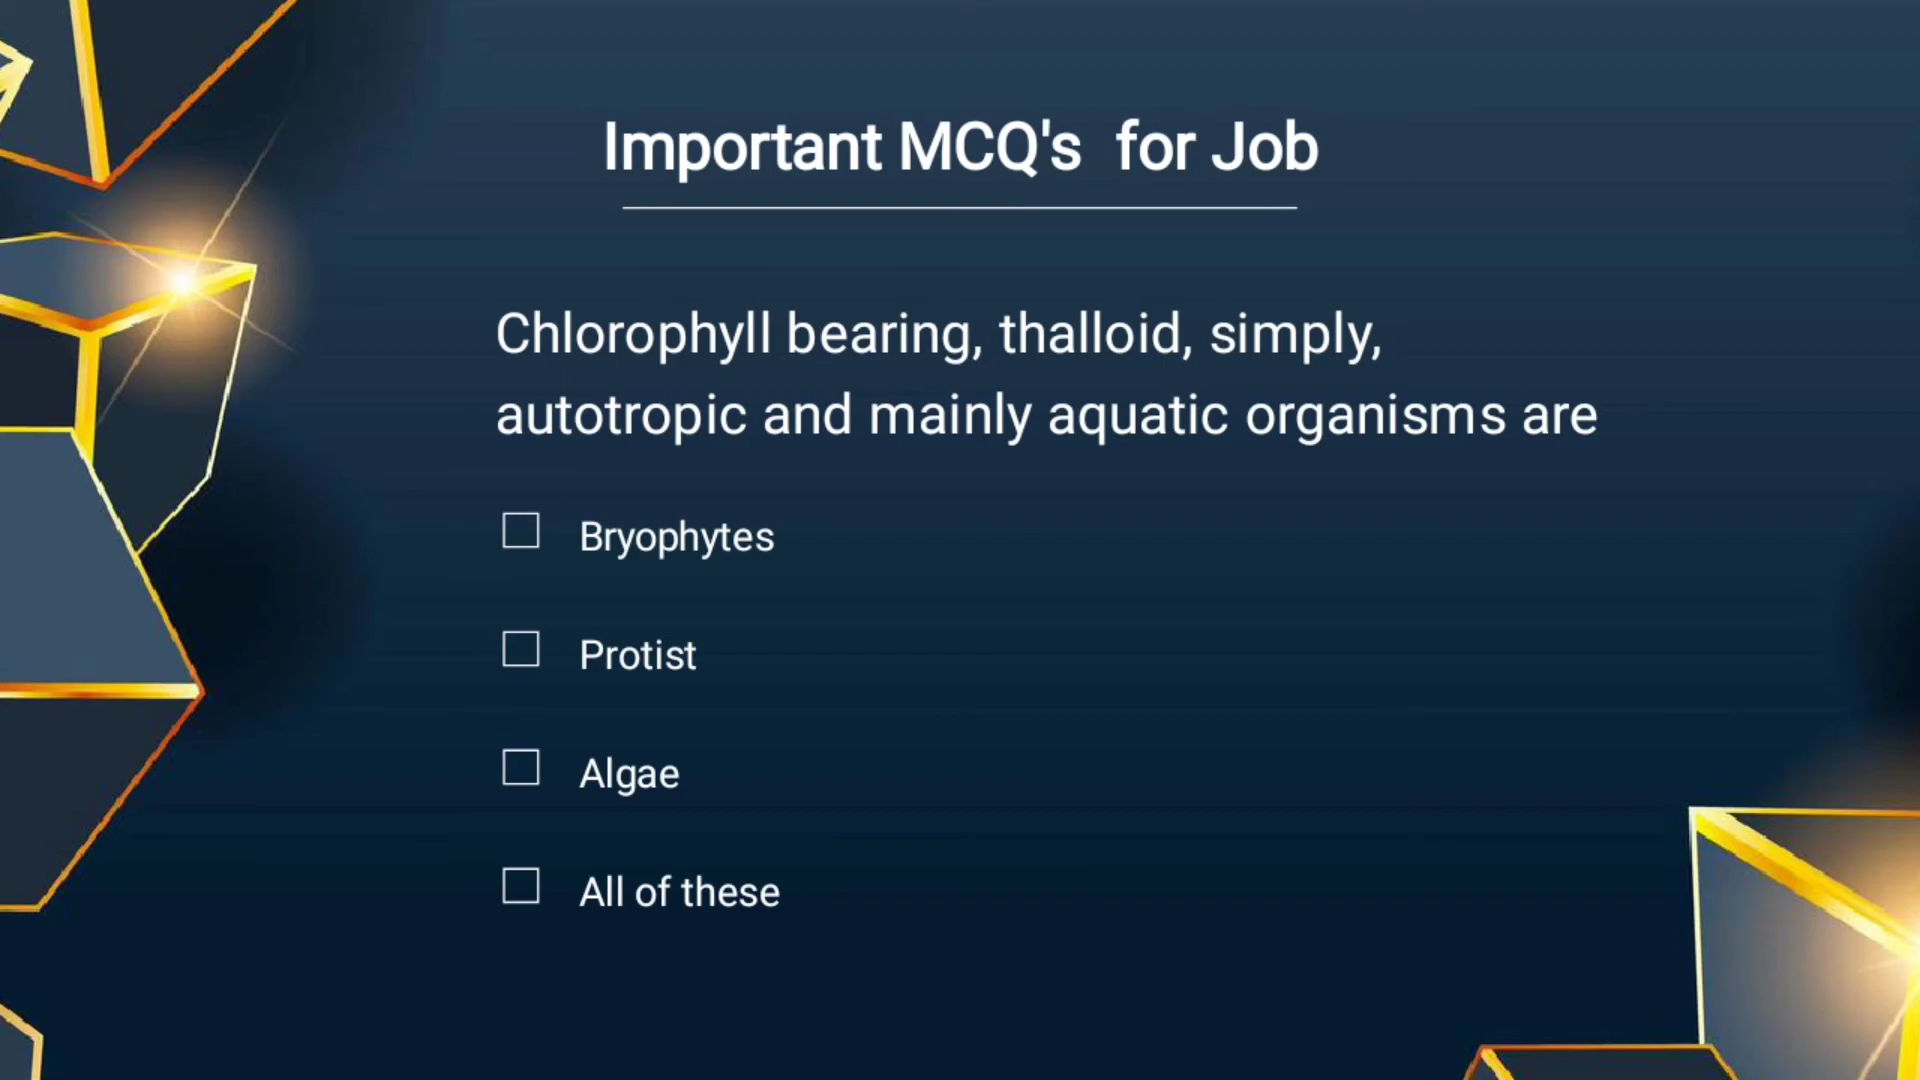 Important MCQ's  for Job
Chlorophyll bearing, thalloid, simply,
autotropic and mainly aquatic organisms are
☐ Bryophytes
☐ Protist
☐ Algae
☐ All of these